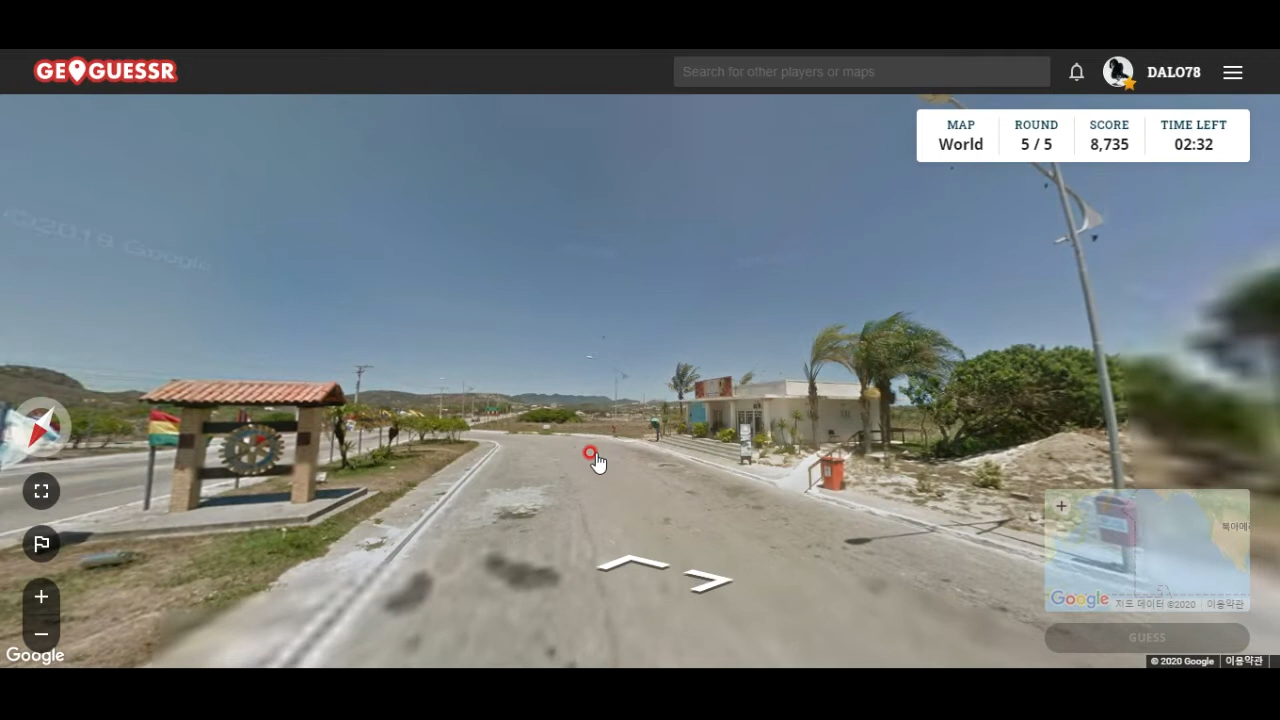 GEOGUESSR
Search for other players or maps
DALO78
MAP
World
ROUND
5 / 5
SCORE
8,735
TIME LEFT
02:32
©2019 Google
Google
지도 데이터 ©2020 이용약관
GUESS
Google
© 2020 Google 이용약관